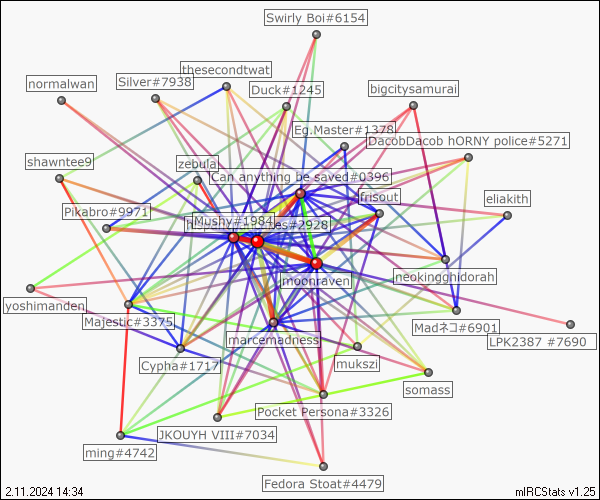 Swirly Boi#6154
thesecondtwat
normalwan
Silver#7938
Duck#1245
bigcitysamurai
Eg.Master#1378
DacobDacob hORNY police#5271
shawntee9
zebula
Can anything be saved#0396
frisout
eliakith
Pikabro#9971
Mushy#1984
es#2928
neokingghidorah
moonraven
yoshimanden
Majestic#3375
Madネコ#6901
marcemadness
LPK2387 #7690
Cypha#1717
mukszi
somass
Pocket Persona#3326
JKOUYH VIII#7034
ming#4742
Fedora Stoat#4479
2.11.2024 14:34
mIRCStats v1.25